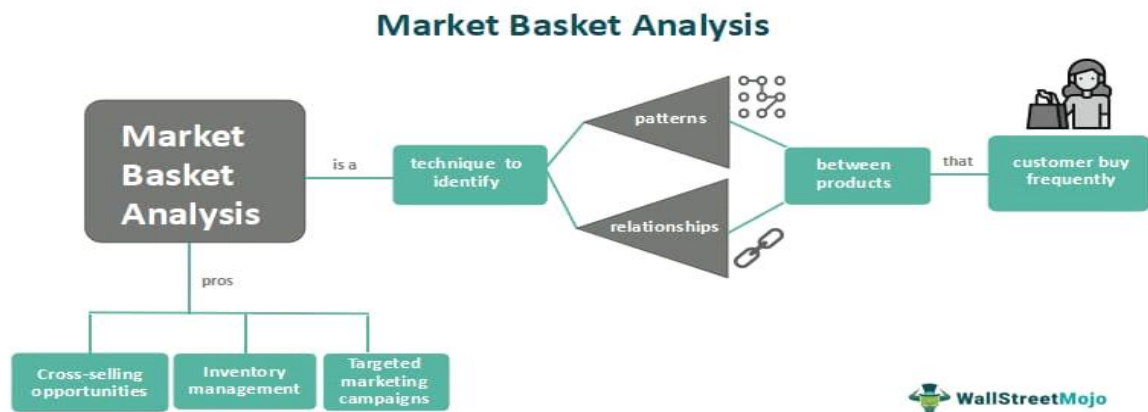 Market Basket Analysis
Market
Basket
Analysis
is a
technique to
identify
patterns
relationships
between
products
that
customer buy
frequently
pros
Cross-selling
opportunities
Inventory
management
Targeted
marketing
campaigns
WallStreetMojo